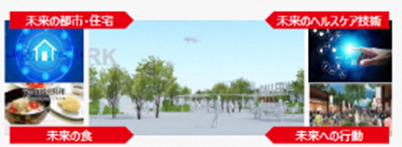 未来の都市・住宅
未来のヘルスケア技術
未来の食
未来への行動